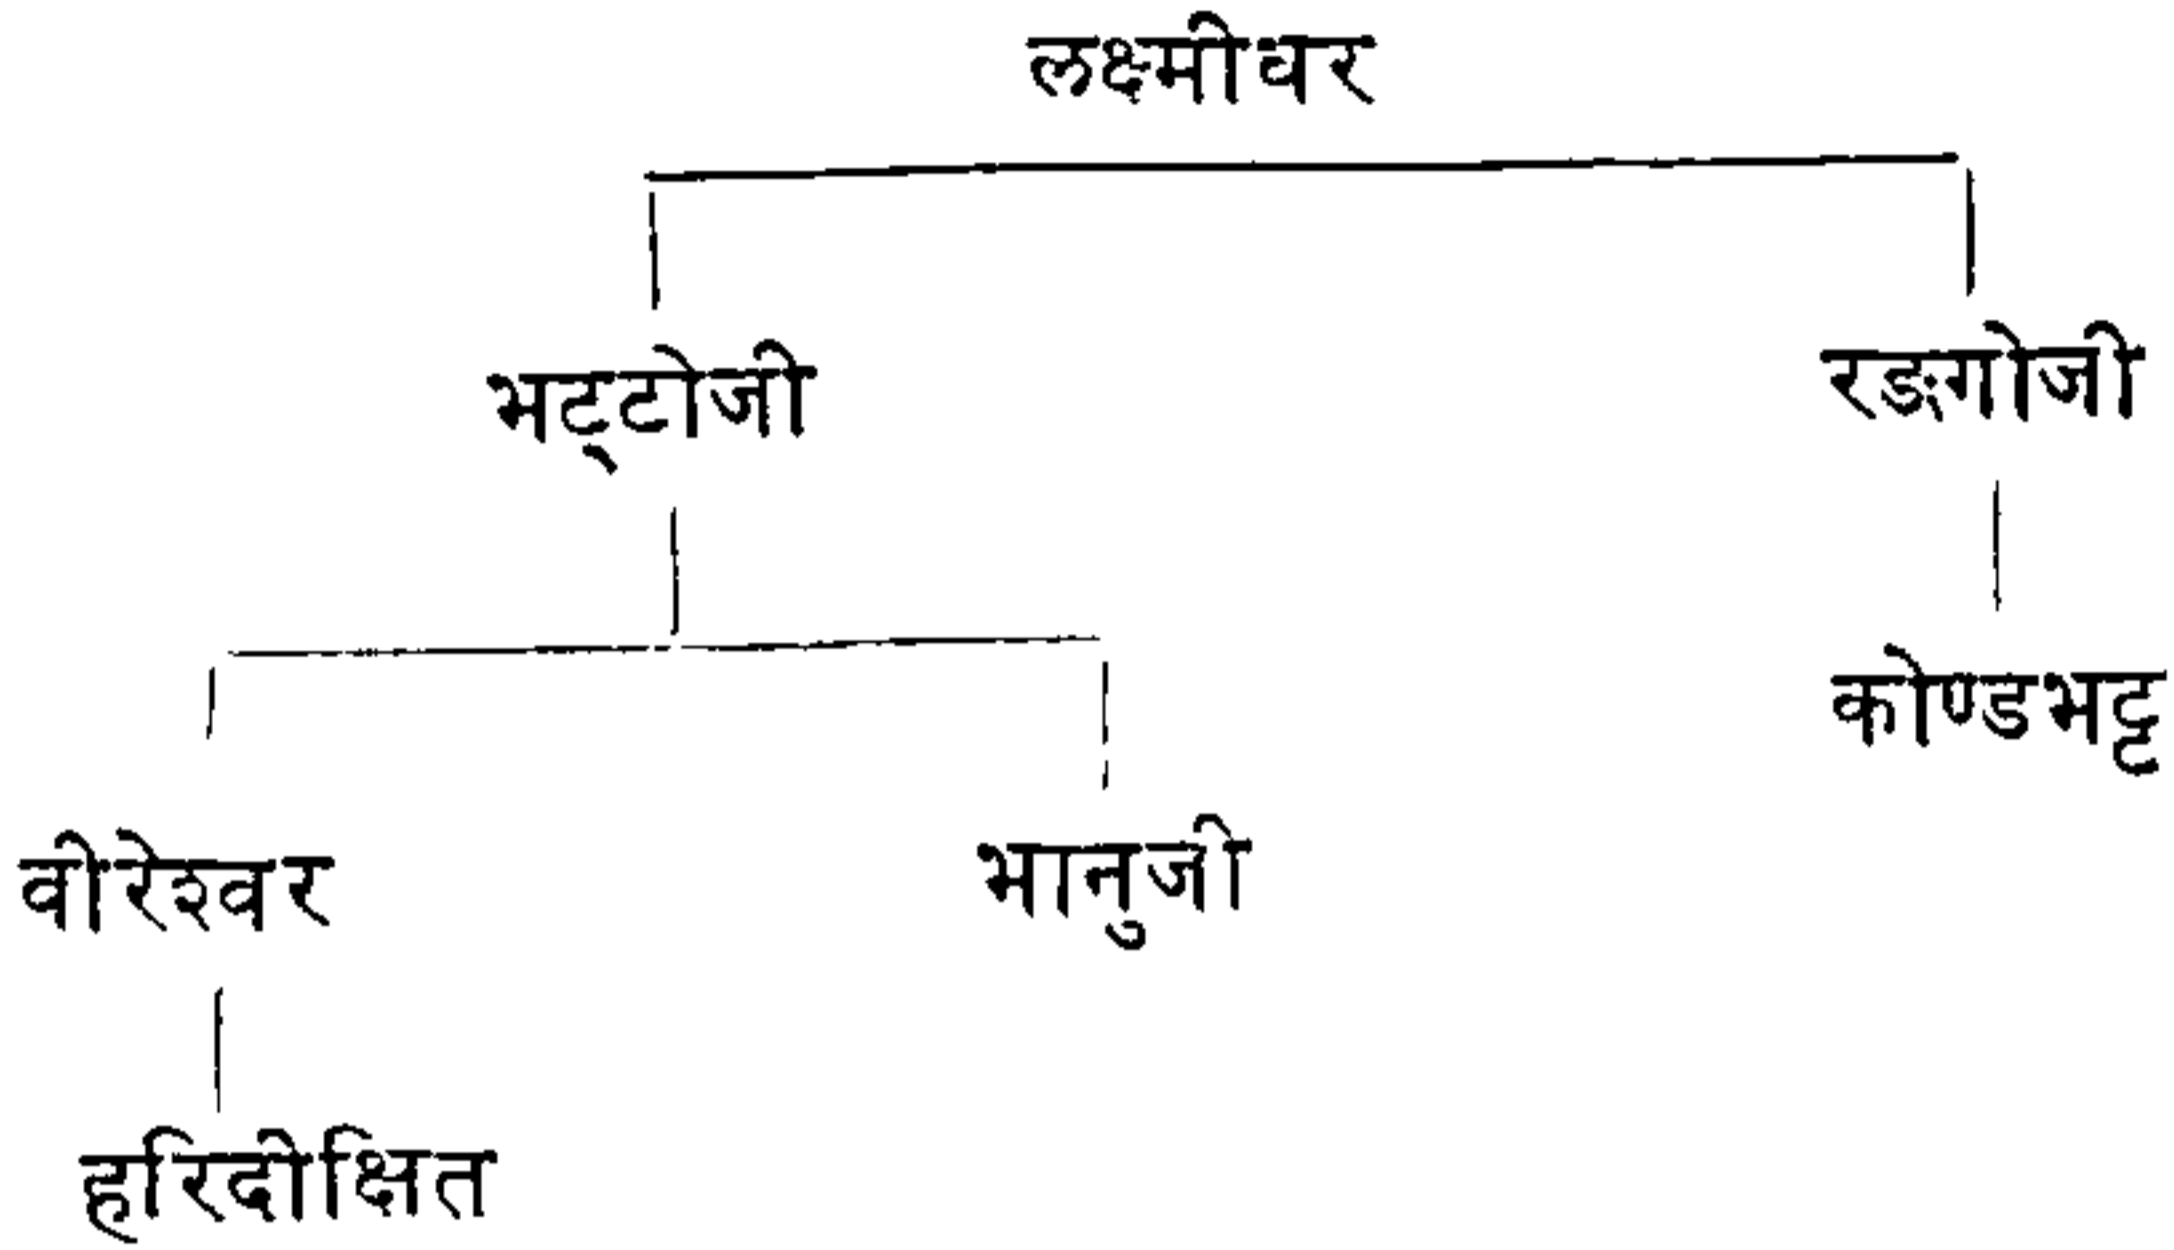 लक्ष्मीधर
भट्‌टोजी
रङ्गोजी
कोण्डभट्ट
वीरेश्वर
भानुजी
हरिदीक्षित